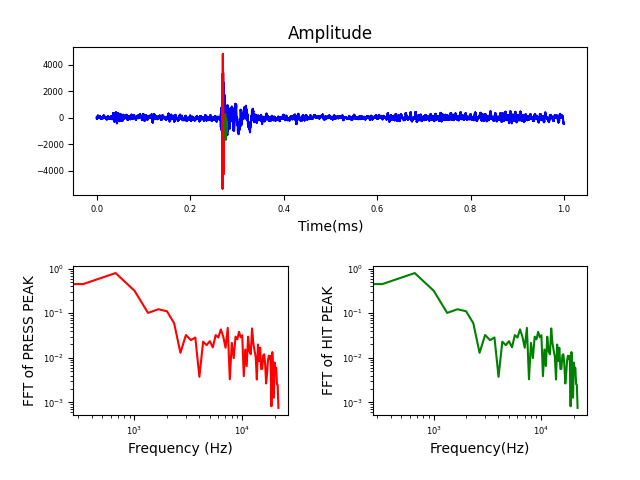 Amplitude
4000
2000
0
−2000
−4000
0.0 0.2 0.4 0.6 0.8 1.0
Time(ms)
FFT of PRESS PEAK
10⁰
10⁻¹
10⁻²
10⁻³
10³ 10⁴
Frequency (Hz)
FFT of HIT PEAK
10⁰
10⁻¹
10⁻²
10⁻³
10³ 10⁴
Frequency(Hz)